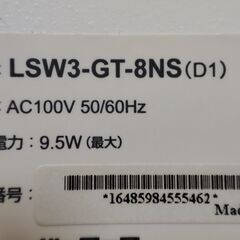 : LSW3-GT-8NS(D1)
: AC100V 50/60Hz
電力：9.5W（最大）
番号：
*16485984555462*
Mad